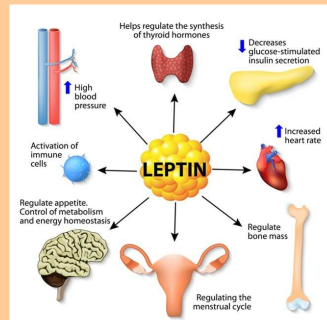 Helps regulate the synthesis
of thyroid hormones
Decreases
glucose-stimulated
insulin secretion
High
blood
pressure
Increased
heart rate
Activation of
immune
cells
LEPTIN
Regulate appetite.
Control of metabolism
and energy homeostasis
Regulate
bone mass
Regulating the
menstrual cycle